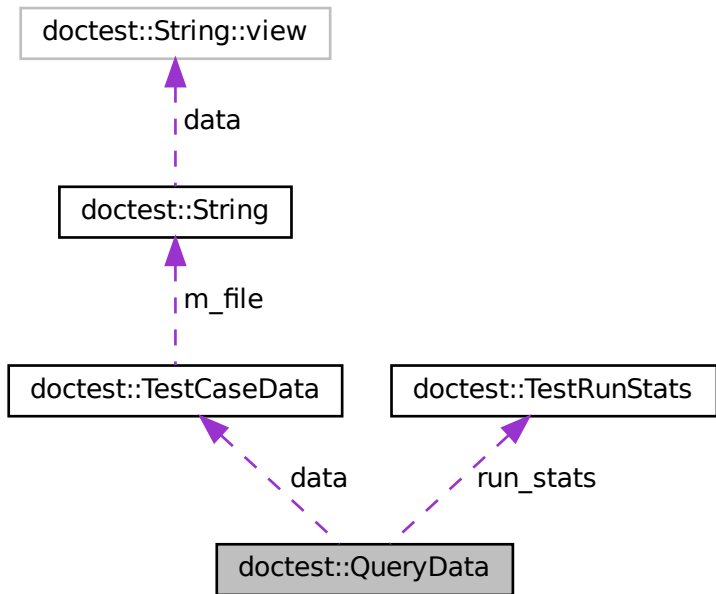 doctest::String::view
data
doctest::String
m_file
doctest::TestCaseData
doctest::TestRunStats
data
run_stats
doctest::QueryData